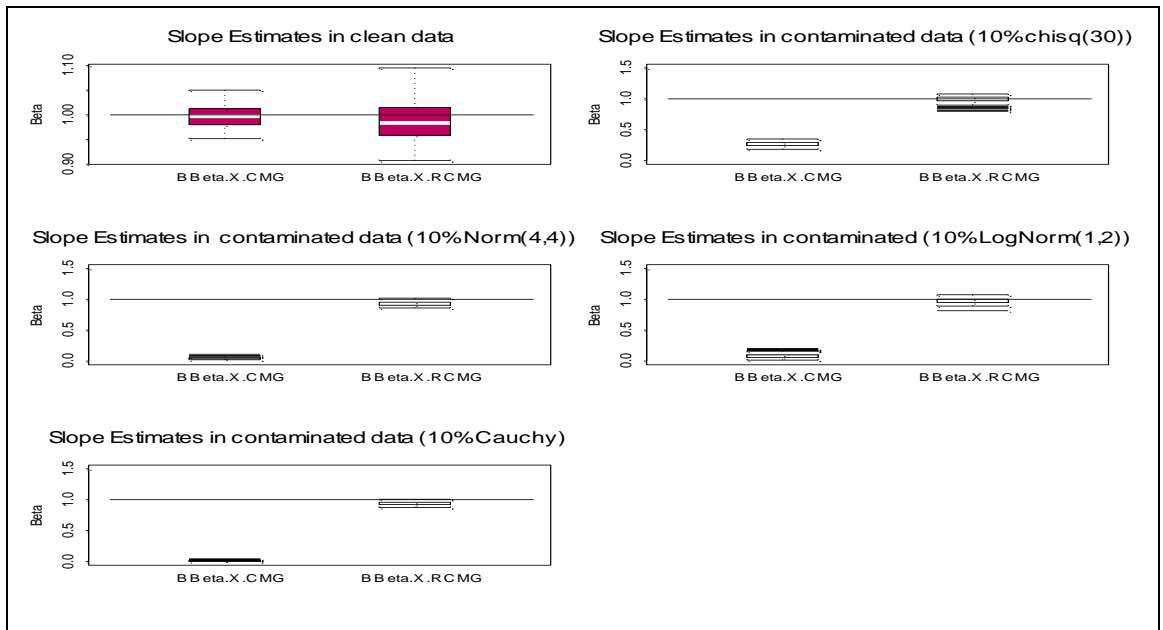 Slope Estimates in clean data
Beta
0.90 1.00 1.10
BBeta.X.CMG BBeta.X.RCMG
Slope Estimates in contaminated data (10%chisq(30))
Beta
0.0 0.5 1.0 1.5
BBeta.X.CMG BBeta.X.RCMG
Slope Estimates in contaminated data (10%Norm(4,4))
Beta
0.0 0.5 1.0 1.5
BBeta.X.CMG BBeta.X.RCMG
Slope Estimates in contaminated (10%LogNorm(1,2))
Beta
0.0 0.5 1.0 1.5
BBeta.X.CMG BBeta.X.RCMG
Slope Estimates in contaminated data (10%Cauchy)
Beta
0.0 0.5 1.0 1.5
BBeta.X.CMG BBeta.X.RCMG